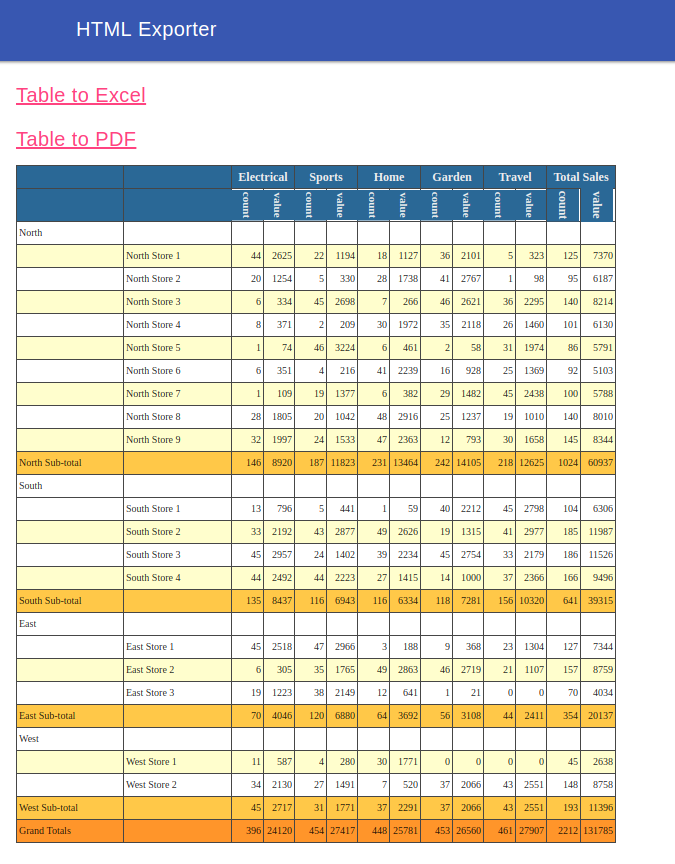 HTML Exporter
Table to Excel
Table to PDF
Electrical Sports Home Garden Travel Total Sales
count value count value count value count value count value count value
North
North Store 1 44 2625 22 1194 18 1127 36 2101 5 323 125 7370
North Store 2 20 1254 5 330 28 1738 41 2767 1 98 95 6187
North Store 3 6 334 45 2698 7 266 46 2621 36 2295 140 8214
North Store 4 8 371 2 209 30 1972 35 2118 26 1460 101 6130
North Store 5 1 74 46 3224 6 461 2 58 31 1974 86 5791
North Store 6 6 351 4 216 41 2239 16 928 25 1369 92 5103
North Store 7 1 109 19 1377 6 382 29 1482 45 2438 100 5788
North Store 8 28 1805 20 1042 48 2916 25 1237 19 1010 140 8010
North Store 9 32 1997 24 1533 47 2363 12 793 30 1658 145 8344
North Sub-total 146 8920 187 11823 231 13464 242 14105 218 12625 1024 60937
South
South Store 1 13 796 5 441 1 59 40 2212 45 2798 104 6306
South Store 2 33 2192 43 2877 49 2626 19 1315 41 2977 185 11987
South Store 3 45 2957 24 1402 39 2234 45 2754 33 2179 186 11526
South Store 4 44 2492 44 2223 27 1415 14 1000 37 2366 166 9496
South Sub-total 135 8437 116 6943 116 6334 118 7281 156 10320 641 39315
East
East Store 1 45 2518 47 2966 3 188 9 368 23 1304 127 7344
East Store 2 6 305 35 1765 49 2863 46 2719 21 1107 157 8759
East Store 3 19 1223 38 2149 12 641 1 21 0 0 70 4034
East Sub-total 70 4046 120 6880 64 3692 56 3108 44 2411 354 20137
West
West Store 1 11 587 4 280 30 1771 0 0 0 0 45 2638
West Store 2 34 2130 27 1491 7 520 37 2066 43 2551 148 8758
West Sub-total 45 2717 31 1771 37 2291 37 2066 43 2551 193 11396
Grand Totals 396 24120 454 27417 448 25781 453 26560 461 27907 2212 131785